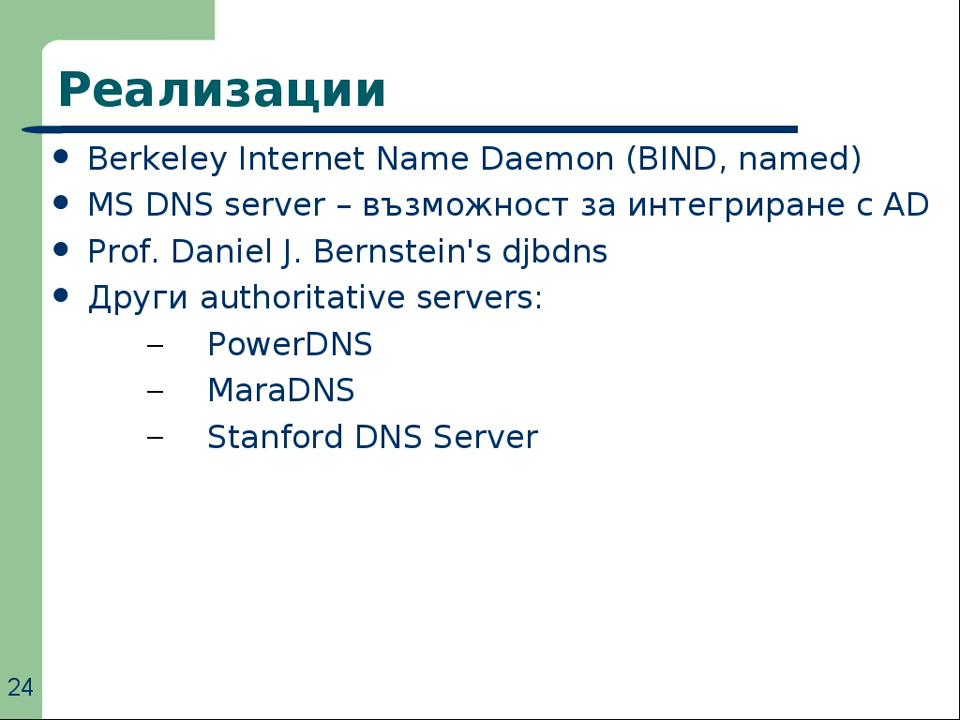 Реализации
● Berkeley Internet Name Daemon (BIND, named)
● MS DNS server – възможност за интегриране с AD
● Prof. Daniel J. Bernstein's djbdns
● Други authoritative servers:
– PowerDNS
– MaraDNS
– Stanford DNS Server
24